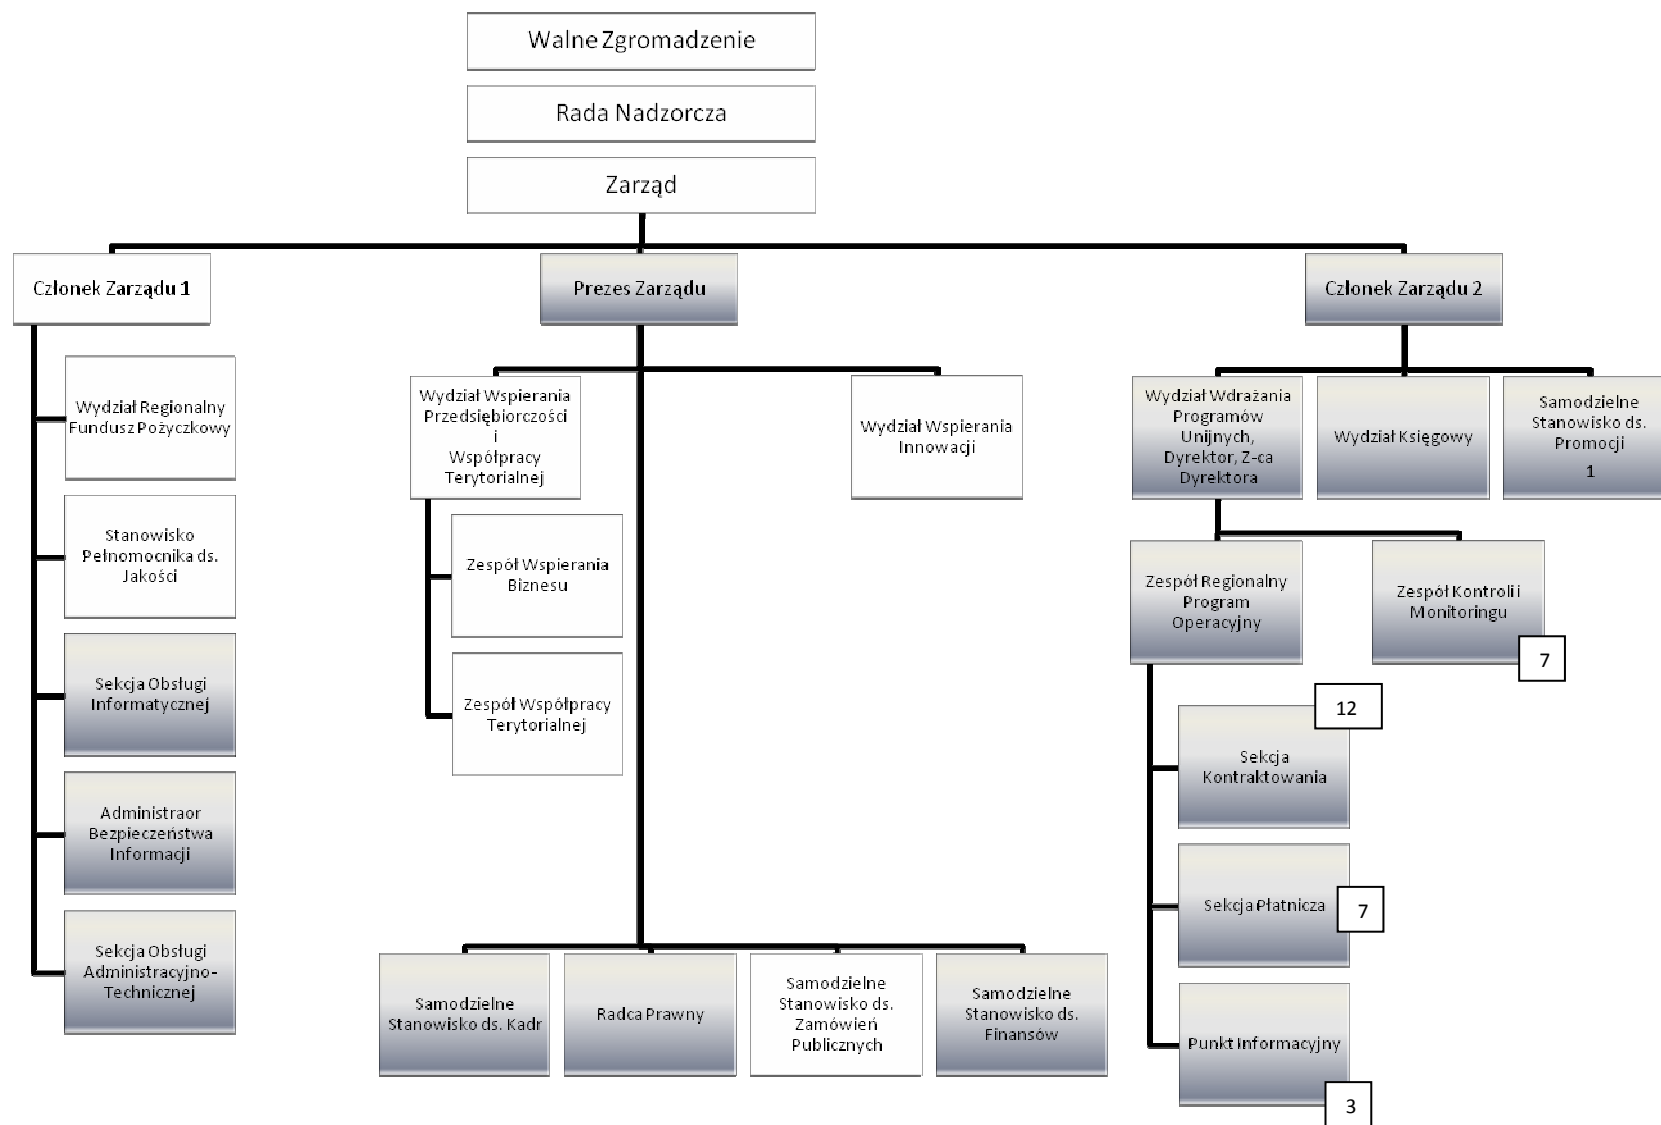 Walne Zgromadzenie
Rada Nadzorcza
Zarząd
Członek Zarządu 1
Prezes Zarządu
Członek Zarządu 2
Wydział Regionalny
Fundusz Pożyczkowy
Stanowisko
Pełnomocnika ds.
Jakości
Sekcja Obsługi
Informatycznej
Administraor
Bezpieczeństwa
Informacji
Sekcja Obsługi
Administracyjno-
Technicznej
Wydział Wspierania
Przedsiębiorczości
i
Współpracy
Terytorialnej
Zespół Wspierania
Biznesu
Zespół Współpracy
Terytorialnej
Wydział Wspierania
Innowacji
Samodzielne
Stanowisko ds. Kadr
Radca Prawny
Samodzielne
Stanowisko ds.
Zamówień
Publicznych
Samodzielne
Stanowisko ds.
Finansów
Wydział Wdrażania
Programów
Unijnych,
Dyrektor, Z-ca
Dyrektora
Wydział Księgowy
Samodzielne
Stanowisko ds.
Promocji
1
Zespół Regionalny
Program
Operacyjny
Zespół Kontroli i
Monitoringu
7
12
Sekcja
Kontraktowania
Sekcja Płatnicza
7
Punkt Informacyjny
3